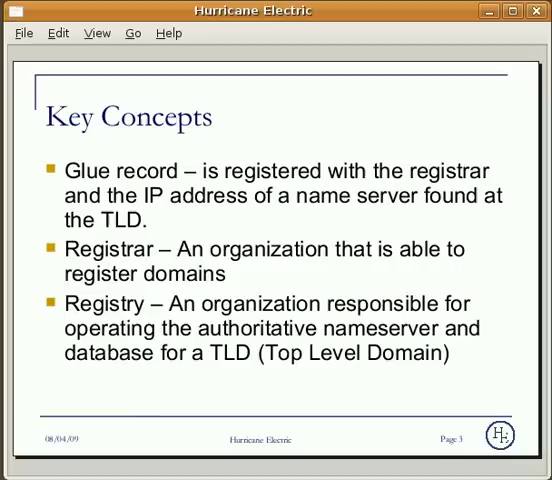 Hurricane Electric
File Edit View Go Help
Key Concepts
Glue record – is registered with the registrar
and the IP address of a name server found at
the TLD.
Registrar – An organization that is able to
register domains
Registry – An organization responsible for
operating the authoritative nameserver and
database for a TLD (Top Level Domain)
08/04/09 Hurricane Electric Page 3 HE